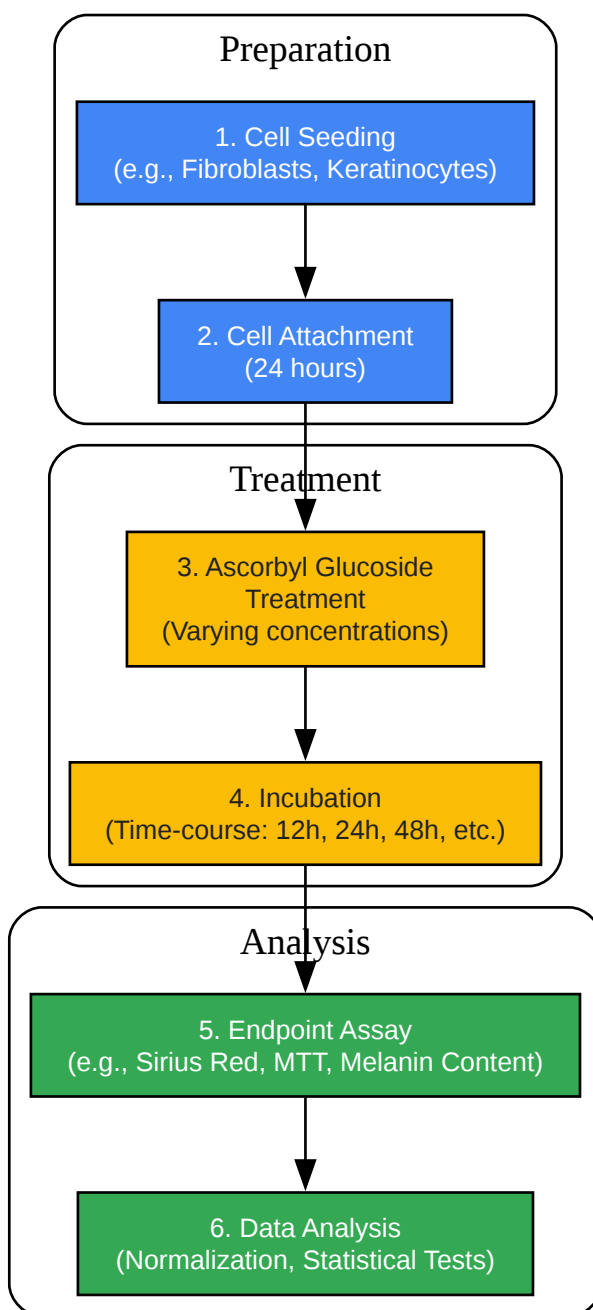 Preparation
1. Cell Seeding
(e.g., Fibroblasts, Keratinocytes)
2. Cell Attachment
(24 hours)
Treatment
3. Ascorbyl Glucoside
Treatment
(Varying concentrations)
4. Incubation
(Time-course: 12h, 24h, 48h, etc.)
Analysis
5. Endpoint Assay
(e.g., Sirius Red, MTT, Melanin Content)
6. Data Analysis
(Normalization, Statistical Tests)